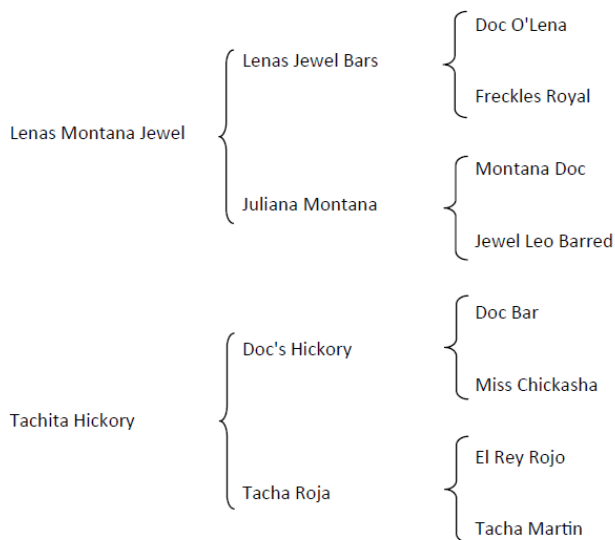 Doc O'Lena
Lenas Jewel Bars
Freckles Royal
Lenas Montana Jewel
Montana Doc
Juliana Montana
Jewel Leo Barred
Doc Bar
Doc's Hickory
Miss Chickasha
Tachita Hickory
El Rey Rojo
Tacha Roja
Tacha Martin